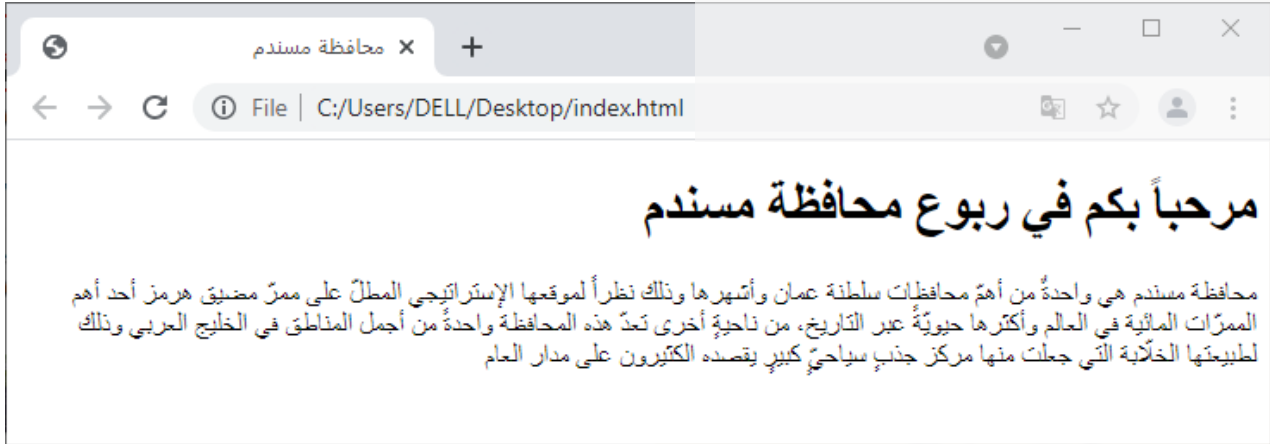 محافظة مسندم
File
C:/Users/DELL/Desktop/index.html
مرحباً بكم في ربوع محافظة مسندم
محافظة مسندم هي واحدةٌ من أهمّ محافظات سلطنة عمان وأشهرها وذلك نظراً لموقعها الإستراتيجي المطلّ على ممرّ مضيق هرمز أحد أهم
الممرّات المائية في العالم وأكثرها حيويّةً عبر التاريخ، من ناحيةٍ أخرى تعدّ هذه المحافظة واحدةً من أجمل المناطق في الخليج العربي وذلك
لطبيعتها الخلّابة التي جعلت منها مركز جذبٍ سياحيٍّ كبيرٍ يقصده الكثيرون على مدار العام